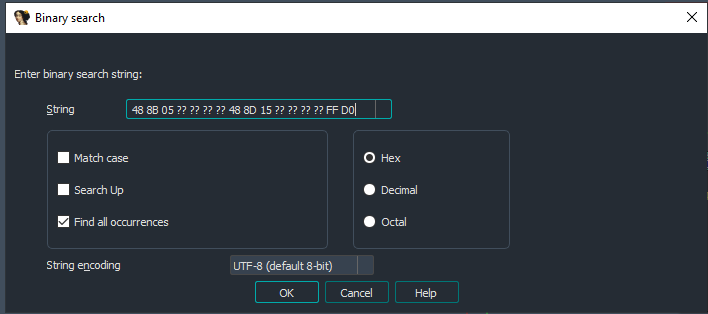 Binary search
Enter binary search string:
String 48 8B 05 ?? ?? ?? ?? 48 8D 15 ?? ?? ?? ?? FF D0
Match case Hex
Search Up Decimal
Find all occurrences Octal
String encoding UTF-8 (default 8-bit)
OK Cancel Help